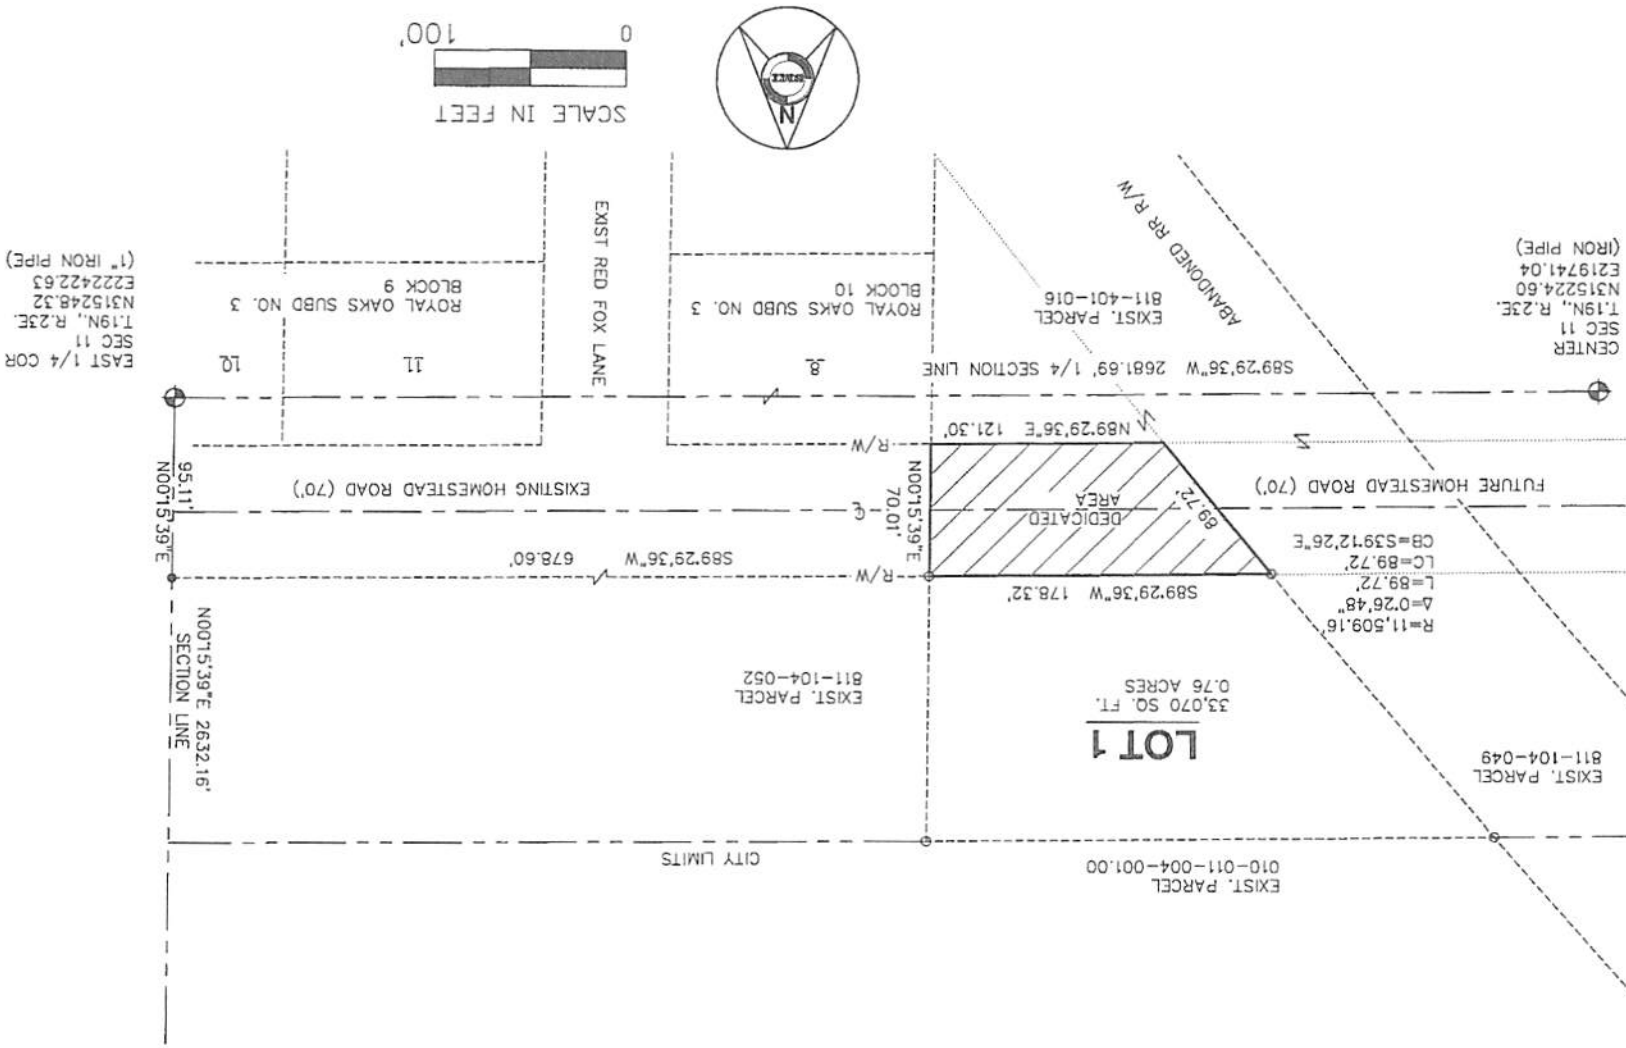 EXIST. PARCEL
010-011-004-001.00
CITY LIMITS
EXIST. PARCEL
811-104-049
LOT 1
33,070 SQ. FT.
0.76 ACRES
EXIST. PARCEL
811-104-052
N00°15'39"E 2632.16'
SECTION LINE
R=11,509.16'
Δ=0°26'48"
L=89.72'
LC=89.72'
CB=S39°12'26"E
S89°29'36"W 178.32'
R/W
S89°29'36"W 678.60'
FUTURE HOMESTEAD ROAD (70')
89.72'
DEDICATED
AREA
N00°15'39"E
70.01'
EXISTING HOMESTEAD ROAD (70')
N00°15'39"E
95.11'
N89°29'36"E 121.30'
R/W
CENTER
SEC 11
T.19N., R.23E.
N315224.60
E219741.04
(IRON PIPE)
S89°29'36"W 2681.69' 1/4 SECTION LINE
8
11
10
EAST 1/4 COR
SEC 11
T.19N., R.23E.
N315248.32
E222422.63
(1" IRON PIPE)
ABANDONED RR R/W
EXIST. PARCEL
811-401-016
ROYAL OAKS SUBD NO. 3
BLOCK 10
EXIST RED FOX LANE
ROYAL OAKS SUBD NO. 3
BLOCK 9
N
SCALE IN FEET
0 100'